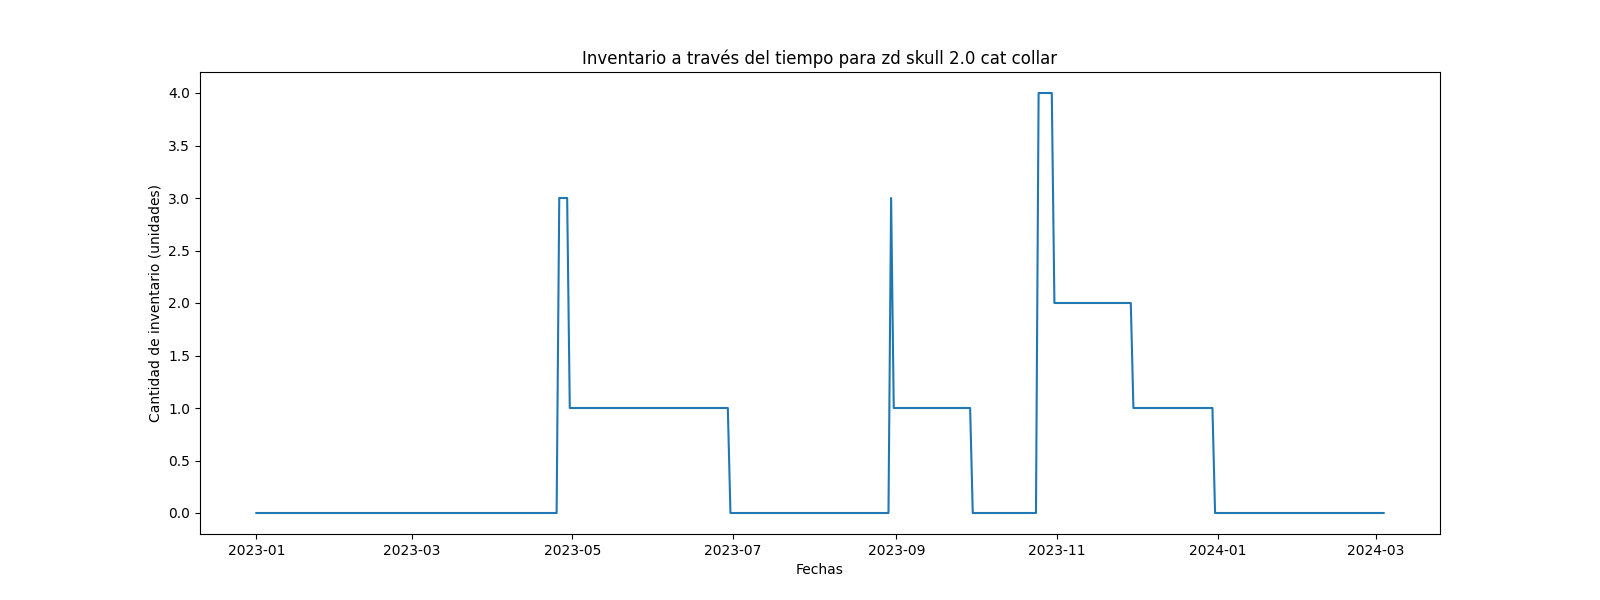 Inventario a través del tiempo para zd skull 2.0 cat collar
Cantidad de inventario (unidades)
4.0
3.5
3.0
2.5
2.0
1.5
1.0
0.5
0.0
2023-01 2023-03 2023-05 2023-07 2023-09 2023-11 2024-01 2024-03
Fechas